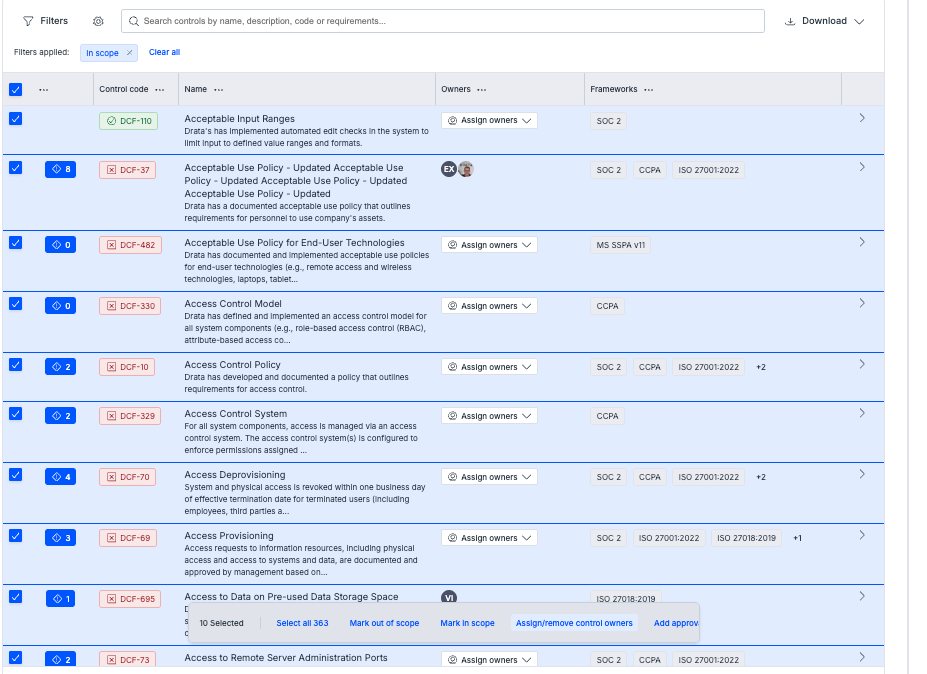 Filters
Search controls by name, description, code or requirements...
Download
Filters applied:
In scope
Clear all
Control code
Name
Owners
Frameworks
DCF-110
Acceptable Input Ranges
Drata's has implemented automated edit checks in the system to
limit input to defined value ranges and formats.
Assign owners
SOC 2
8
DCF-37
Acceptable Use Policy - Updated Acceptable Use
Policy - Updated Acceptable Use Policy - Updated
Acceptable Use Policy - Updated
Drata has a documented acceptable use policy that outlines
requirements for personnel to use company's assets.
EX
SOC 2
CCPA
ISO 27001:2022
0
DCF-482
Acceptable Use Policy for End-User Technologies
Drata has documented and implemented acceptable use policies
for end-user technologies (e.g., remote access and wireless
technologies, laptops, tablet...
Assign owners
MS SSPA v11
0
DCF-330
Access Control Model
Drata has defined and implemented an access control model for
all system components (e.g., role-based access control (RBAC),
attribute-based access co...
Assign owners
CCPA
2
DCF-10
Access Control Policy
Drata has developed and documented a policy that outlines
requirements for access control.
Assign owners
SOC 2
CCPA
ISO 27001:2022
+2
2
DCF-329
Access Control System
For all system components, access is managed via an access
control system. The access control system(s) is configured to
enforce permissions assigned ...
Assign owners
CCPA
4
DCF-70
Access Deprovisioning
System and physical access is revoked within one business day
of effective termination date for terminated users (including
employees, third parties a...
Assign owners
SOC 2
CCPA
ISO 27001:2022
+2
3
DCF-69
Access Provisioning
Access requests to information resources, including physical
access and access to systems and data, are documented and
approved by management based on...
Assign owners
SOC 2
ISO 27001:2022
ISO 27018:2019
+1
1
DCF-695
Access to Data on Pre-used Data Storage Space
VI
ISO 27018:2019
10 Selected
Select all 363
Mark out of scope
Mark in scope
Assign/remove control owners
Add approv
2
DCF-73
Access to Remote Server Administration Ports
Assign owners
SOC 2
CCPA
ISO 27001:2022